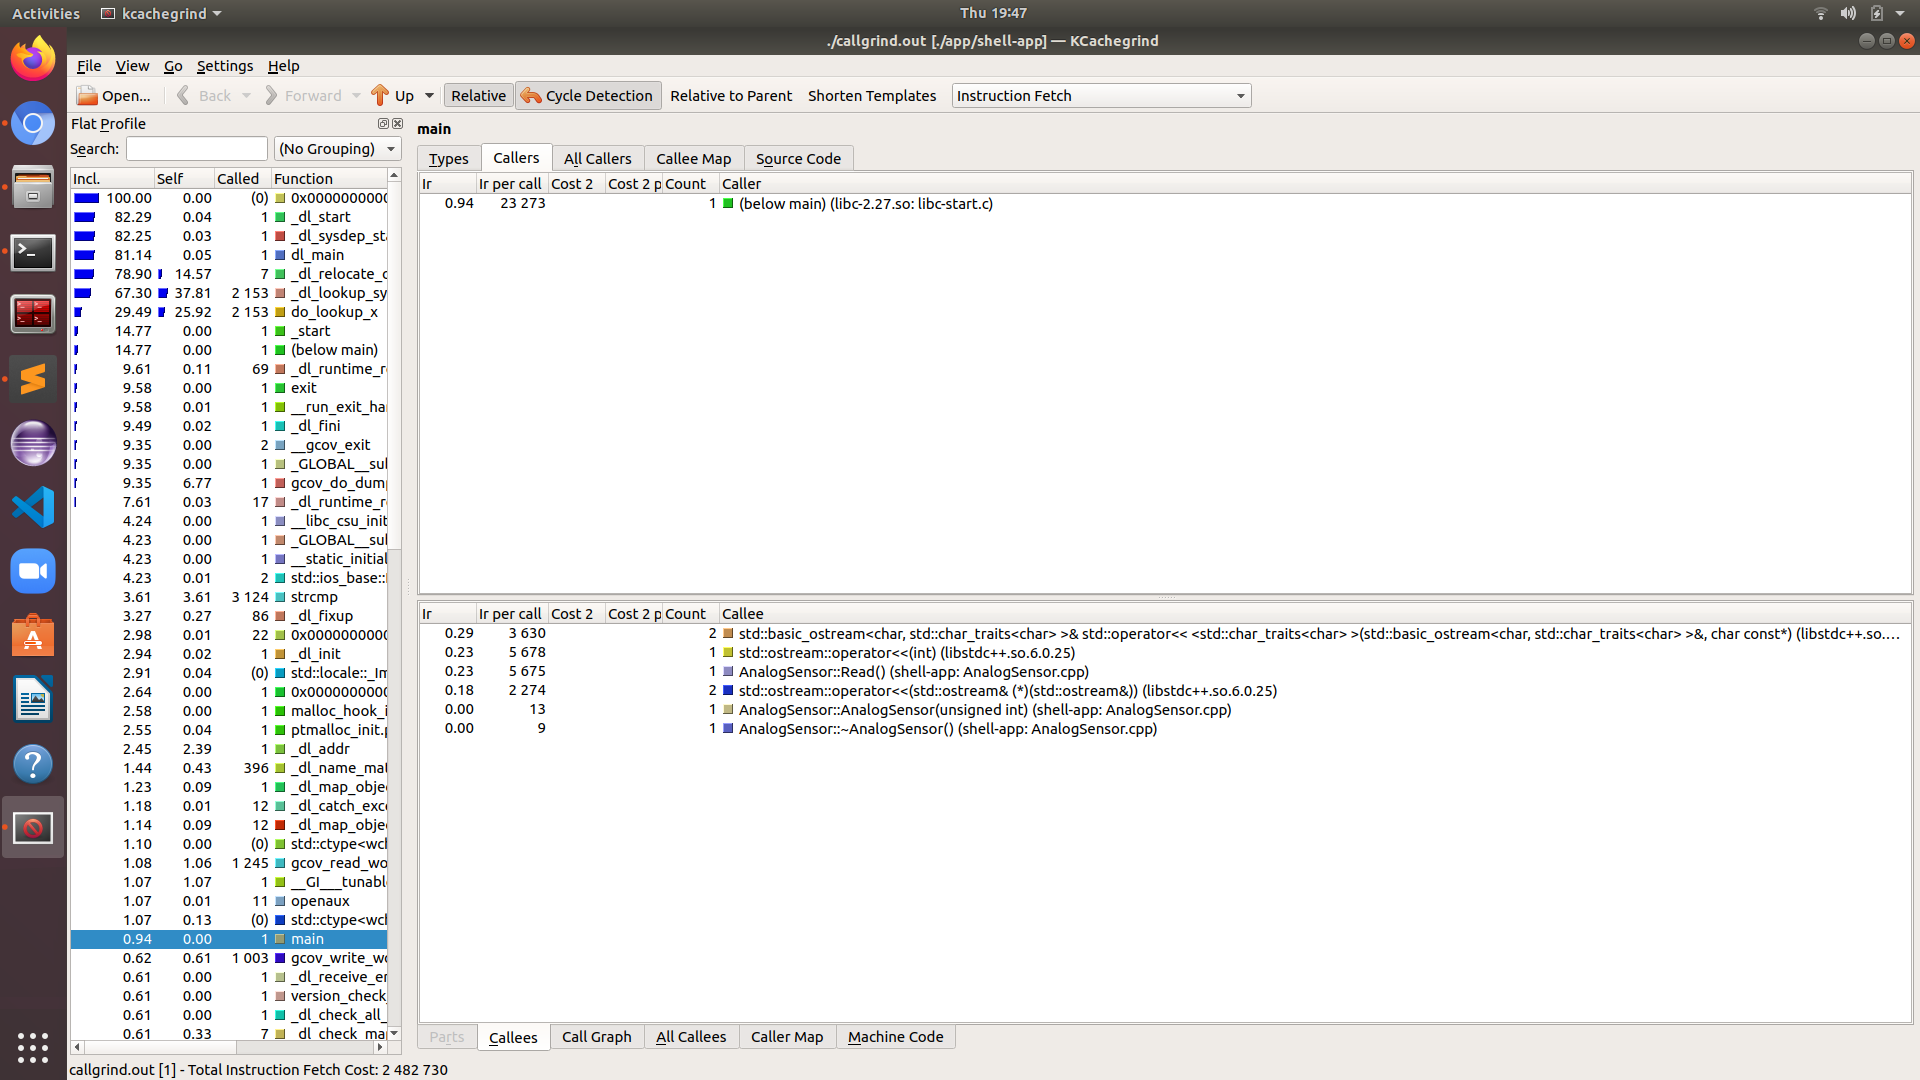 Activities kcachegrind Thu 19:47
./callgrind.out [./app/shell-app] — KCachegrind
File View Go Settings Help
Open... Back Forward Up Relative Cycle Detection Relative to Parent Shorten Templates Instruction Fetch
Flat Profile
Search: (No Grouping)
Incl. Self Called Function
100.00 0.00 (0) 0x0000000000
82.29 0.04 1 _dl_start
82.25 0.03 1 _dl_sysdep_sta
81.14 0.05 1 dl_main
78.90 14.57 7 _dl_relocate_o
67.30 37.81 2 153 _dl_lookup_sy
29.49 25.92 2 153 do_lookup_x
14.77 0.00 1 _start
14.77 0.00 1 (below main)
9.61 0.11 69 _dl_runtime_r
9.58 0.00 1 exit
9.58 0.01 1 __run_exit_ha
9.49 0.02 1 _dl_fini
9.35 0.00 2 __gcov_exit
9.35 0.00 1 _GLOBAL__sul
9.35 6.77 1 gcov_do_dum
7.61 0.03 17 _dl_runtime_r
4.24 0.00 1 __libc_csu_init
4.23 0.00 1 _GLOBAL__sul
4.23 0.00 1 __static_initial
4.23 0.01 2 std::ios_base::
3.61 3.61 3 124 strcmp
3.27 0.27 86 _dl_fixup
2.98 0.01 22 0x0000000000
2.94 0.02 1 _dl_init
2.91 0.04 (0) std::locale::_Im
2.64 0.00 1 0x0000000000
2.58 0.00 1 malloc_hook_i
2.55 0.04 1 ptmalloc_init.
2.45 2.39 1 _dl_addr
1.44 0.43 396 _dl_name_mat
1.23 0.09 1 _dl_map_obje
1.18 0.01 12 _dl_catch_exc
1.14 0.09 12 _dl_map_obje
1.10 0.00 (0) std::ctype<wcl
1.08 1.06 1 245 gcov_read_wo
1.07 1.07 1 __GI___tunabl
1.07 0.01 11 openaux
1.07 0.13 (0) std::ctype<wcl
0.94 0.00 1 main
0.62 0.61 1 003 gcov_write_wo
0.61 0.00 1 _dl_receive_er
0.61 0.00 1 version_check_
0.61 0.00 1 _dl_check_all_
0.61 0.33 7 _dl_check_ma
main
Types Callers All Callers Callee Map Source Code
Ir Ir per call Cost 2 Cost 2 p Count Caller
0.94 23 273 1 (below main) (libc-2.27.so: libc-start.c)
Ir Ir per call Cost 2 Cost 2 p Count Callee
0.29 3 630 2 std::basic_ostream<char, std::char_traits<char> >& std::operator<< <std::char_traits<char> >(std::basic_ostream<char, std::char_traits<char> >&, char const*) (libstdc++.so....
0.23 5 678 1 std::ostream::operator<<(int) (libstdc++.so.6.0.25)
0.23 5 675 1 AnalogSensor::Read() (shell-app: AnalogSensor.cpp)
0.18 2 274 2 std::ostream::operator<<(std::ostream& (*)(std::ostream&)) (libstdc++.so.6.0.25)
0.00 13 1 AnalogSensor::AnalogSensor(unsigned int) (shell-app: AnalogSensor.cpp)
0.00 9 1 AnalogSensor::~AnalogSensor() (shell-app: AnalogSensor.cpp)
Parts Callees Call Graph All Callees Caller Map Machine Code
callgrind.out [1] - Total Instruction Fetch Cost: 2 482 730